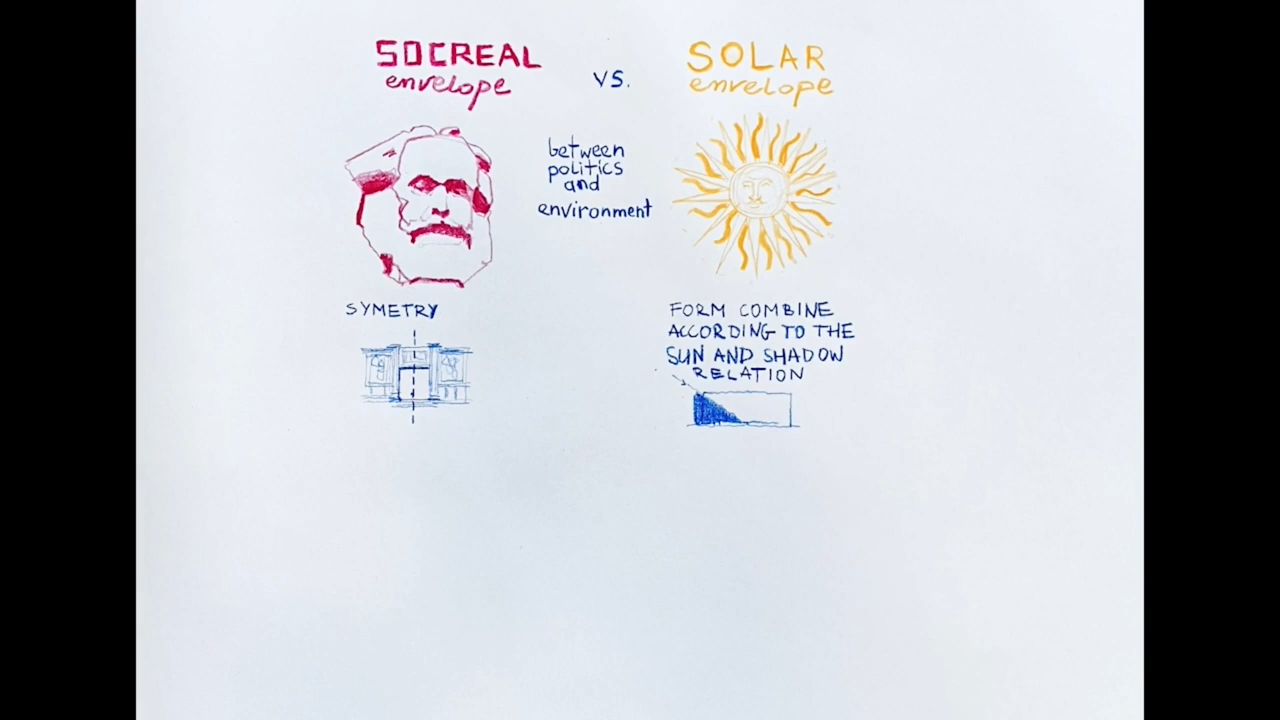 SOCREAL
envelope
VS.
SOLAR
envelope
between
politics
and
environment
SYMETRY
FORM COMBINE
ACCORDING TO THE
SUN AND SHADOW
RELATION